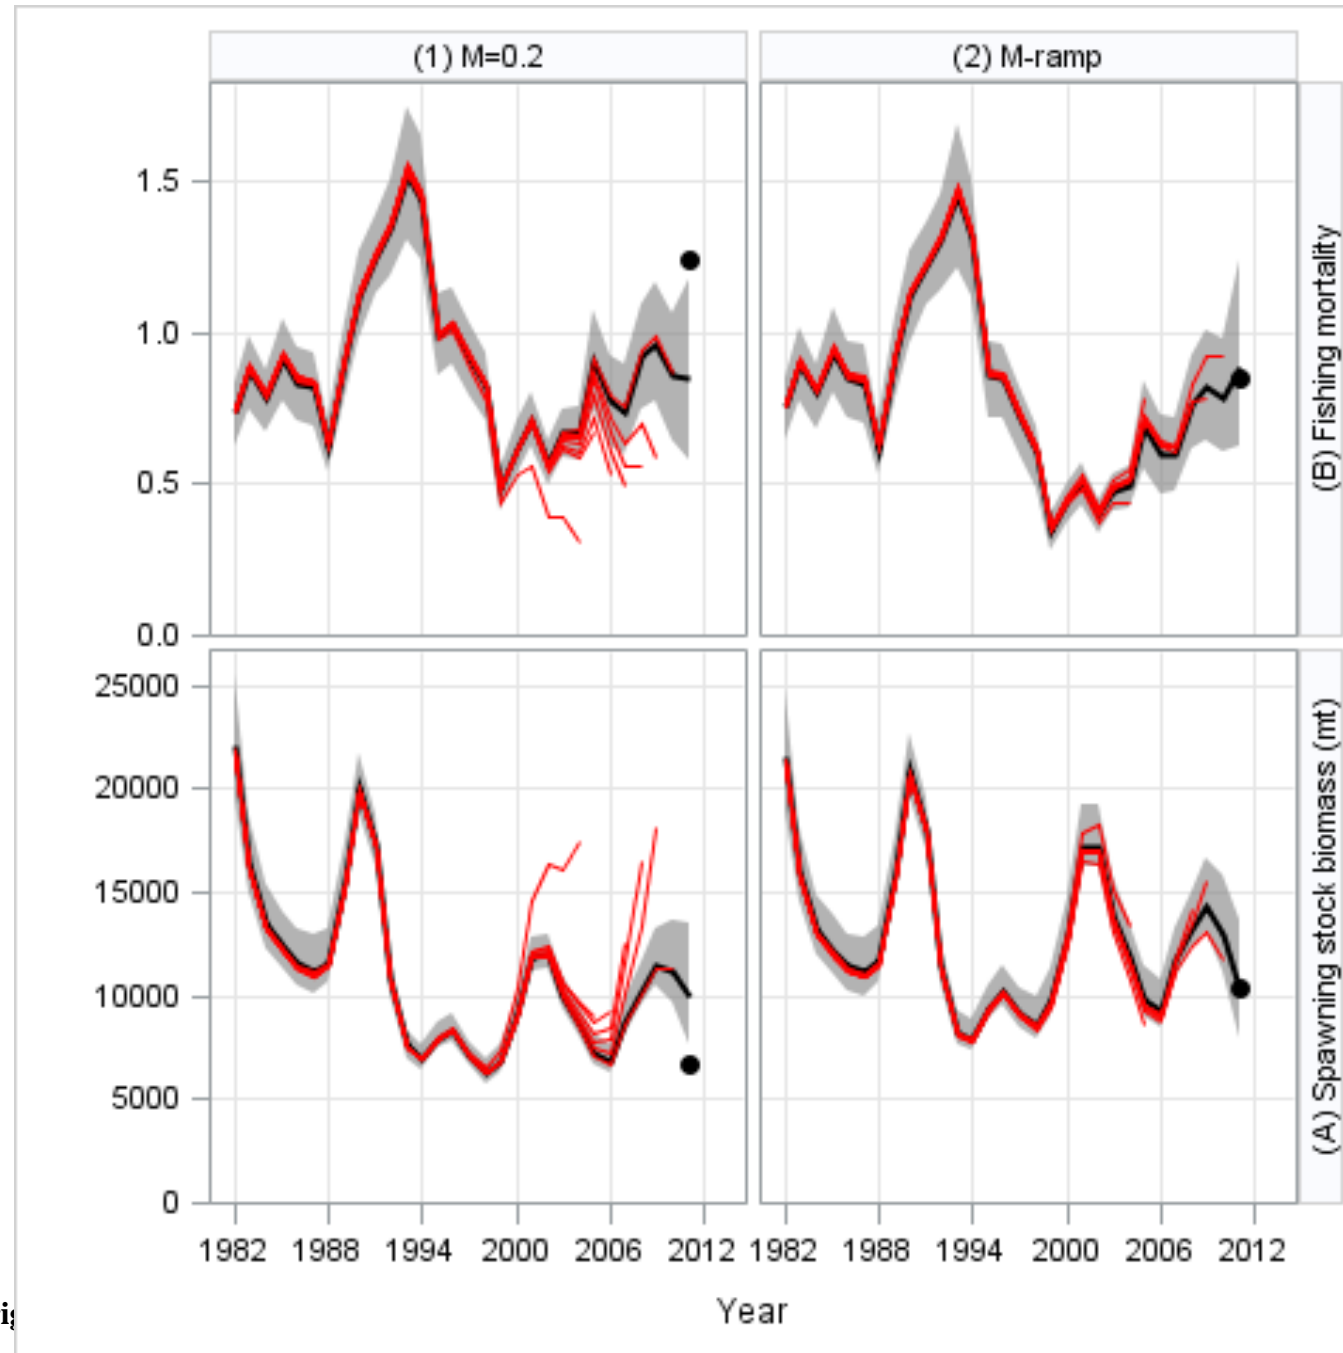 (1) M=0.2
(2) M-ramp
1.5
1.0
0.5
0.0
(B) Fishing mortality
25000
20000
15000
10000
5000
0
(A) Spawning stock biomass (mt)
1982 1988 1994 2000 2006 2012 1982 1988 1994 2000 2006 2012
Year